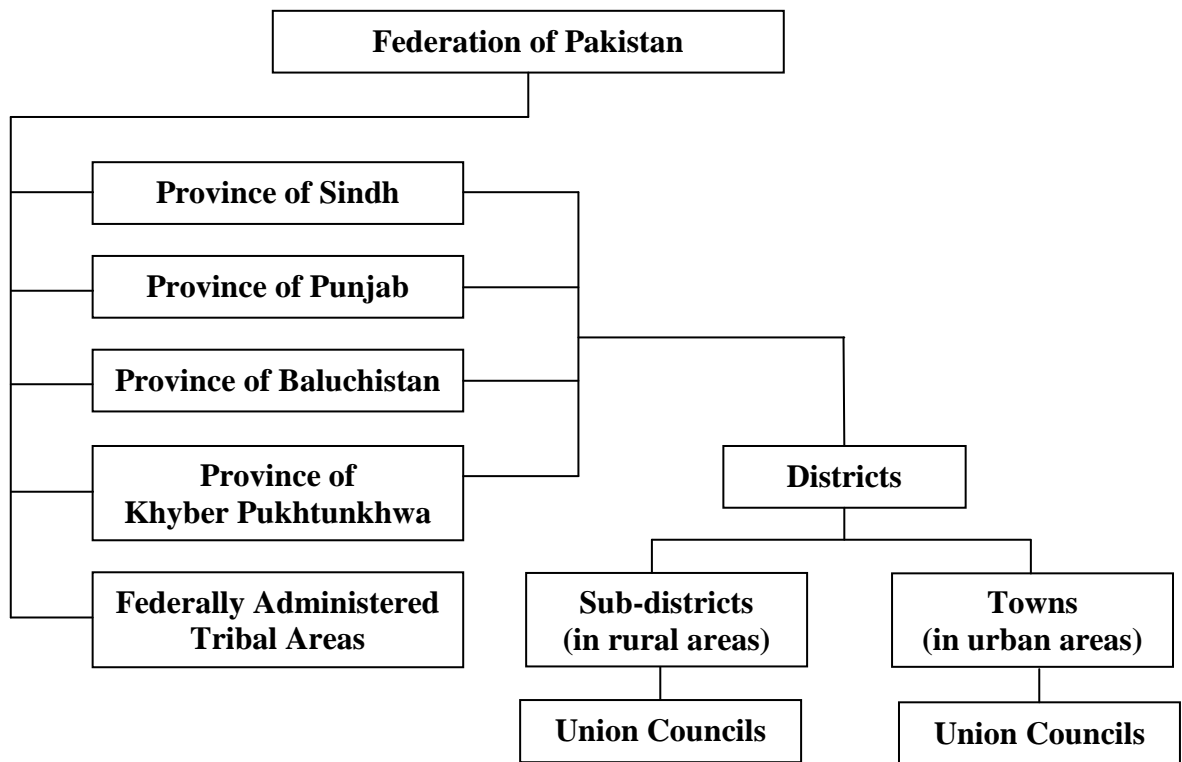 Federation of Pakistan
Province of Sindh
Province of Punjab
Province of Baluchistan
Province of
Khyber Pukhtunkhwa
Federally Administered
Tribal Areas
Districts
Sub-districts
(in rural areas)
Towns
(in urban areas)
Union Councils
Union Councils